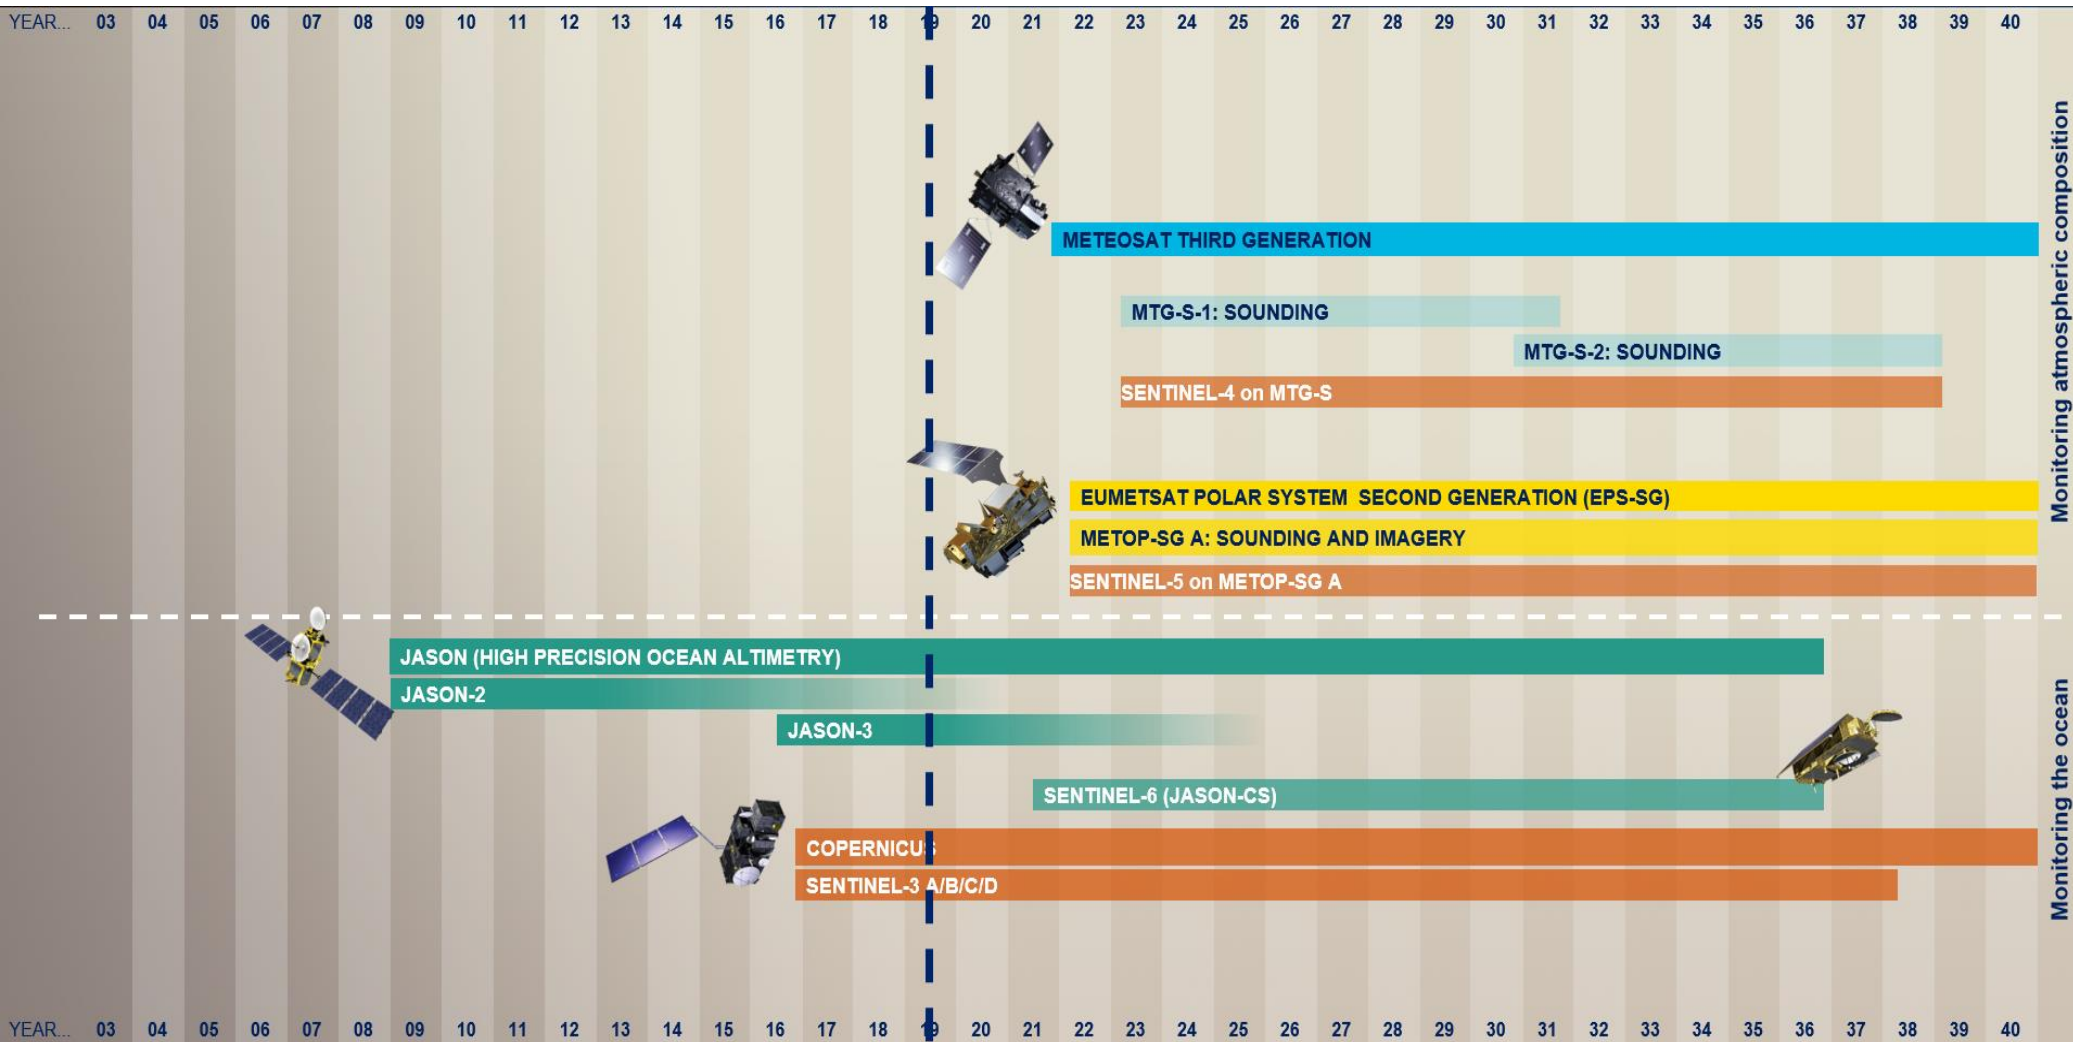 YEAR... 03 04 05 06 07 08 09 10 11 12 13 14 15 16 17 18 19 20 21 22 23 24 25 26 27 28 29 30 31 32 33 34 35 36 37 38 39 40
Monitoring atmospheric composition
METEOSAT THIRD GENERATION
MTG-S-1: SOUNDING
MTG-S-2: SOUNDING
SENTINEL-4 on MTG-S
EUMETSAT POLAR SYSTEM SECOND GENERATION (EPS-SG)
METOP-SG A: SOUNDING AND IMAGERY
SENTINEL-5 on METOP-SG A
Monitoring the ocean
JASON (HIGH PRECISION OCEAN ALTIMETRY)
JASON-2
JASON-3
SENTINEL-6 (JASON-CS)
COPERNICUS
SENTINEL-3 A/B/C/D
YEAR... 03 04 05 06 07 08 09 10 11 12 13 14 15 16 17 18 19 20 21 22 23 24 25 26 27 28 29 30 31 32 33 34 35 36 37 38 39 40